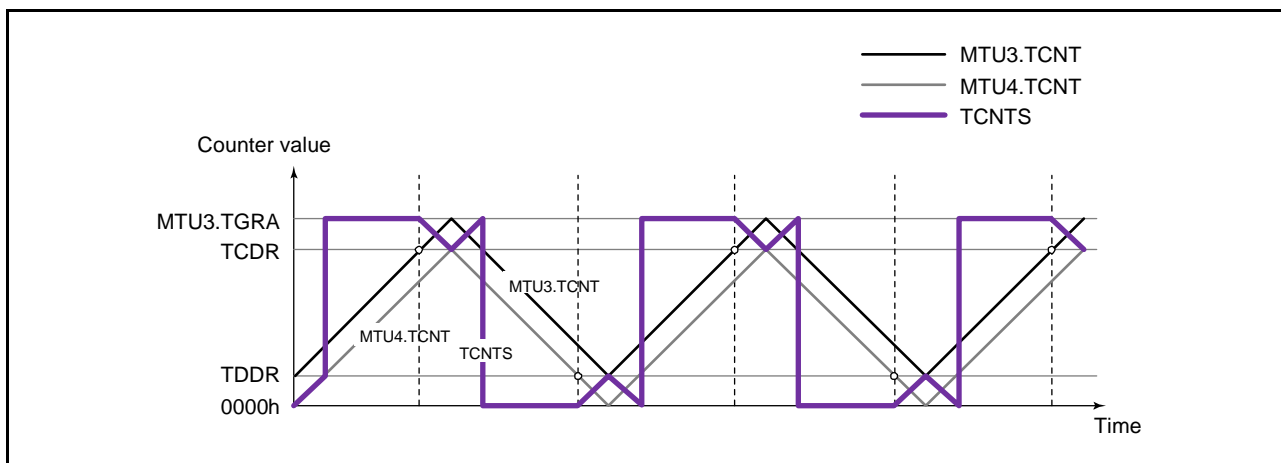 MTU3.TCNT
MTU4.TCNT
TCNTS
Counter value
MTU3.TGRA
TCDR
MTU3.TCNT
MTU4.TCNT
TCNTS
TDDR
0000h
Time